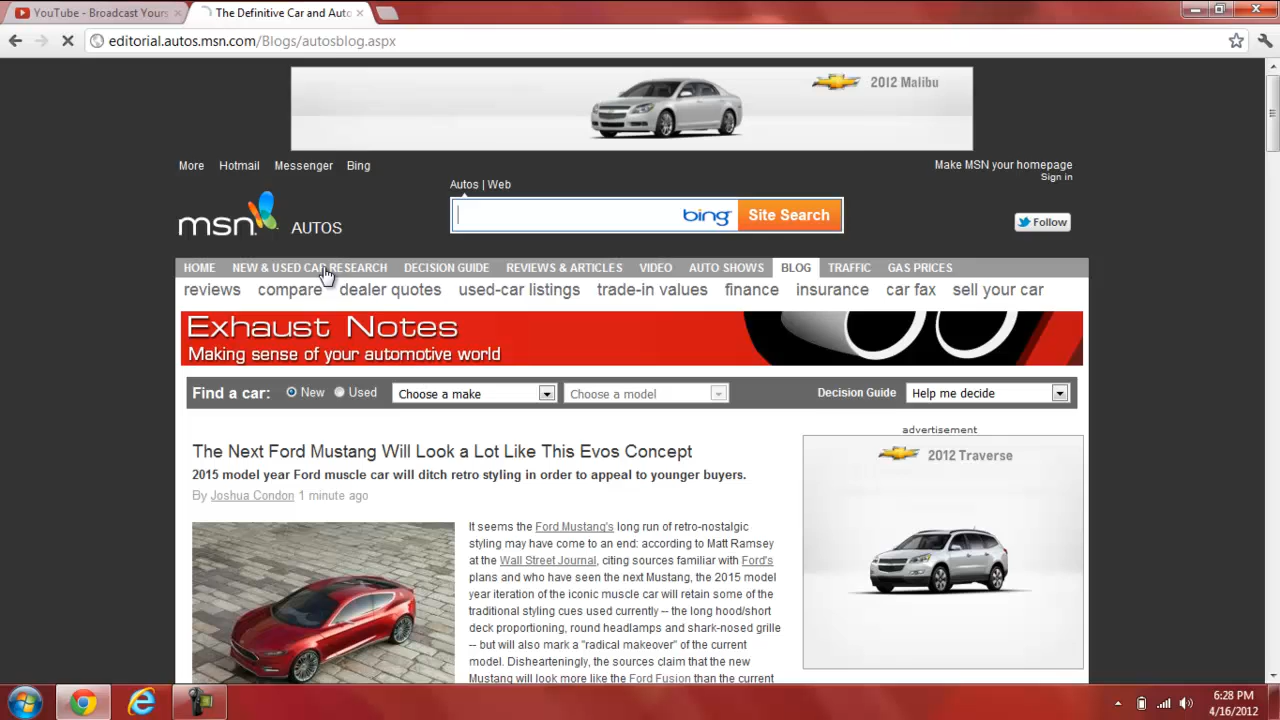 YouTube - Broadcast Yours
The Definitive Car and Auto
editorial.autos.msn.com/Blogs/autosblog.aspx
2012 Malibu
More Hotmail Messenger Bing
Make MSN your homepage
Sign in
Autos | Web
msn AUTOS
bing Site Search
Follow
HOME NEW & USED CAR RESEARCH DECISION GUIDE REVIEWS & ARTICLES VIDEO AUTO SHOWS BLOG TRAFFIC GAS PRICES
reviews compare dealer quotes used-car listings trade-in values finance insurance car fax sell your car
Exhaust Notes
Making sense of your automotive world
Find a car: New Used Choose a make Choose a model Decision Guide Help me decide
advertisement
2012 Traverse
The Next Ford Mustang Will Look a Lot Like This Evos Concept
2015 model year Ford muscle car will ditch retro styling in order to appeal to younger buyers.
By Joshua Condon 1 minute ago
It seems the Ford Mustang's long run of retro-nostalgic
styling may have come to an end: according to Matt Ramsey
at the Wall Street Journal, citing sources familiar with Ford's
plans and who have seen the next Mustang, the 2015 model
year iteration of the iconic muscle car will retain some of the
traditional styling cues used currently -- the long hood/short
deck proportioning, round headlamps and shark-nosed grille
-- but will also mark a "radical makeover" of the current
model. Dishearteningly, the sources claim that the new
Mustang will look more like the Ford Fusion than the current
6:28 PM
4/16/2012